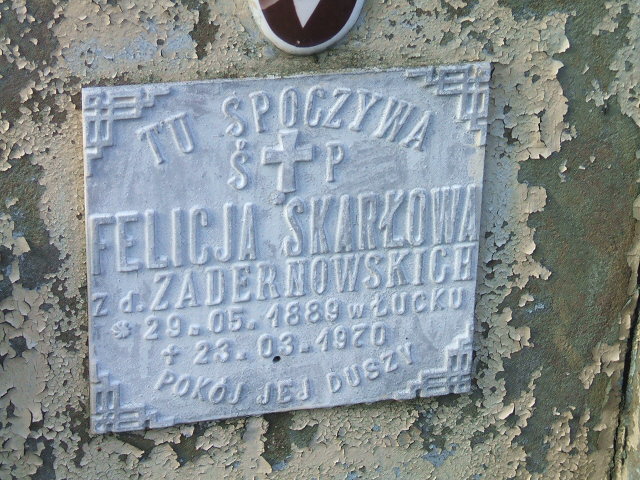 TU SPOCZYWA
Ś P
FELICJA SKARŁOWA
z d. ZADERNOWSKICH
* 29.05.1889 w ŁUCKU
+ 23.03.1970
POKÓJ JEJ DUSZY